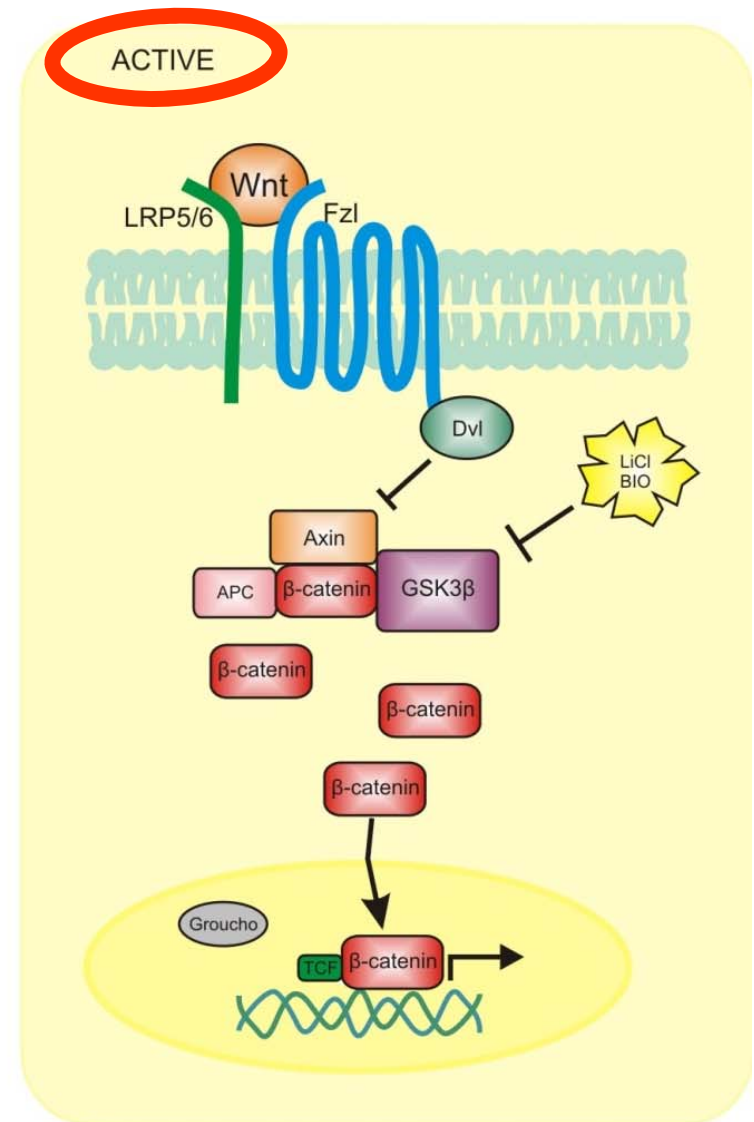 ACTIVE
Wnt
LRP5/6
Fzl
Dvl
LiCl
BIO
Axin
APC
β-catenin
GSK3β
β-catenin
β-catenin
β-catenin
Groucho
TCF
β-catenin